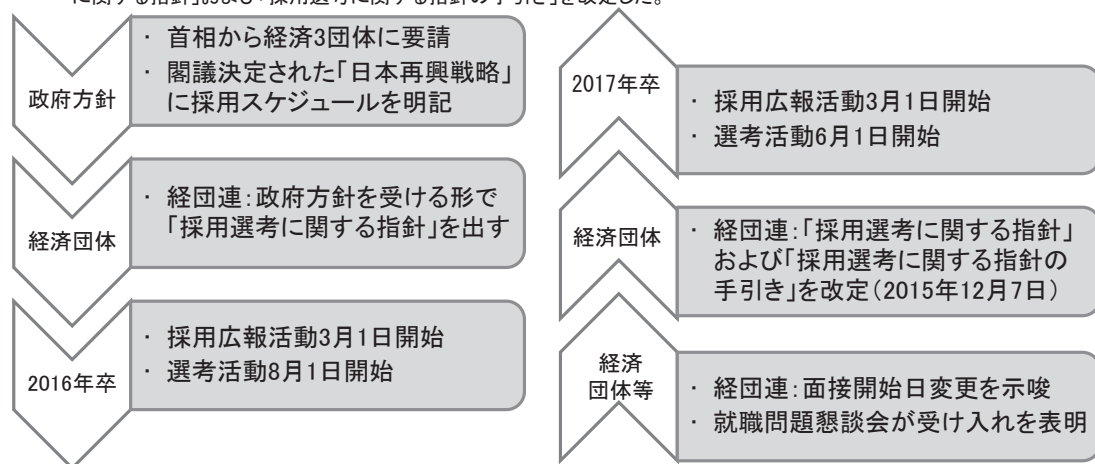 に関する指針」および「採用選考に関する指針の手引き」を改定した。
政府方針
・ 首相から経済3団体に要請
・ 閣議決定された「日本再興戦略」
に採用スケジュールを明記
経済団体
・ 経団連：政府方針を受ける形で
「採用選考に関する指針」を出す
2016年卒
・ 採用広報活動3月1日開始
・ 選考活動8月1日開始
2017年卒
・ 採用広報活動3月1日開始
・ 選考活動6月1日開始
経済団体
・ 経団連：「採用選考に関する指針」
および「採用選考に関する指針の
手引き」を改定（2015年12月7日）
経済
団体等
・ 経団連：面接開始日変更を示唆
・ 就職問題懇談会が受け入れを表明